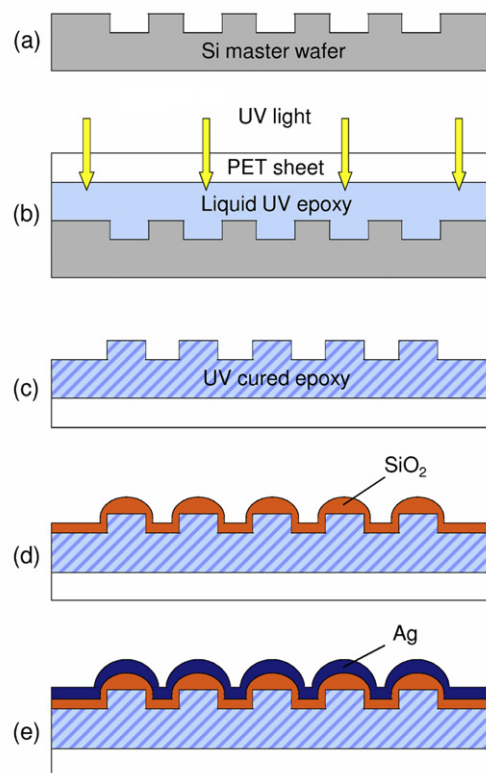 (a)
Si master wafer
UV light
PET sheet
(b)
Liquid UV epoxy
(c)
UV cured epoxy
SiO₂
(d)
Ag
(e)